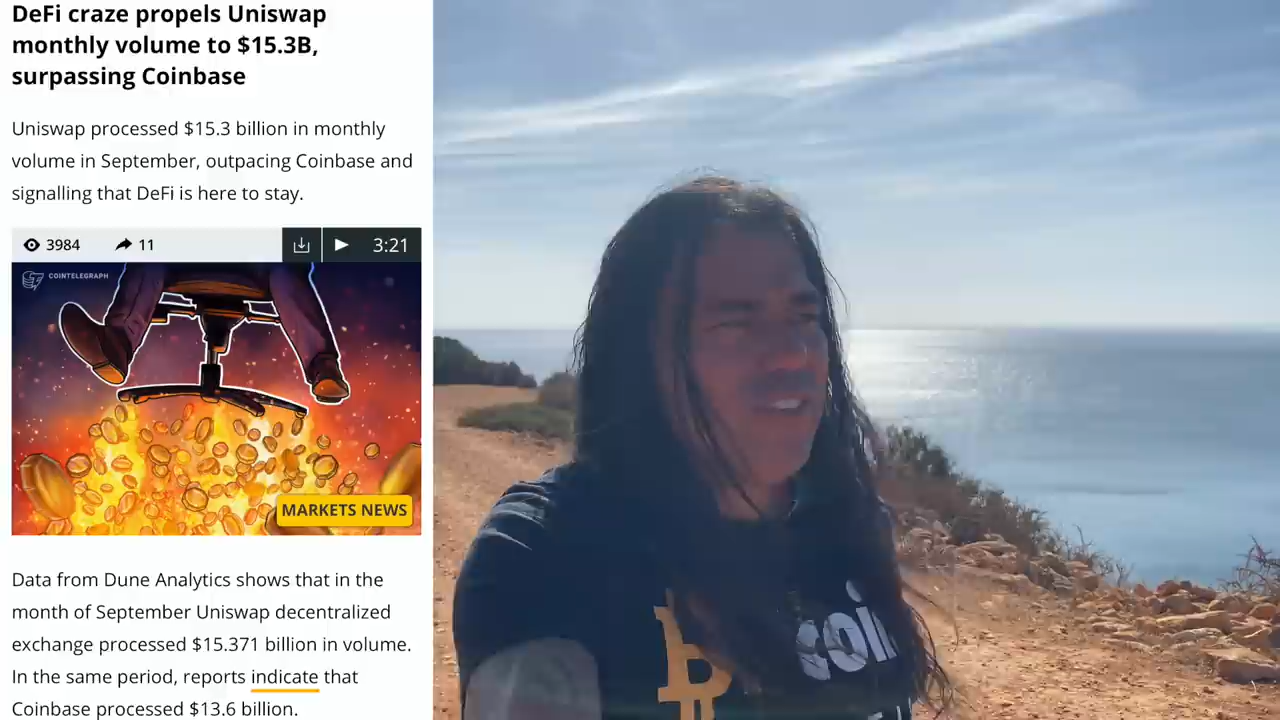 DeFi craze propels Uniswap
monthly volume to $15.3B,
surpassing Coinbase
Uniswap processed $15.3 billion in monthly
volume in September, outpacing Coinbase and
signalling that DeFi is here to stay.
3984 11 3:21
COINTELEGRAPH
MARKETS NEWS
Data from Dune Analytics shows that in the
month of September Uniswap decentralized
exchange processed $15.371 billion in volume.
In the same period, reports indicate that
Coinbase processed $13.6 billion.
coin